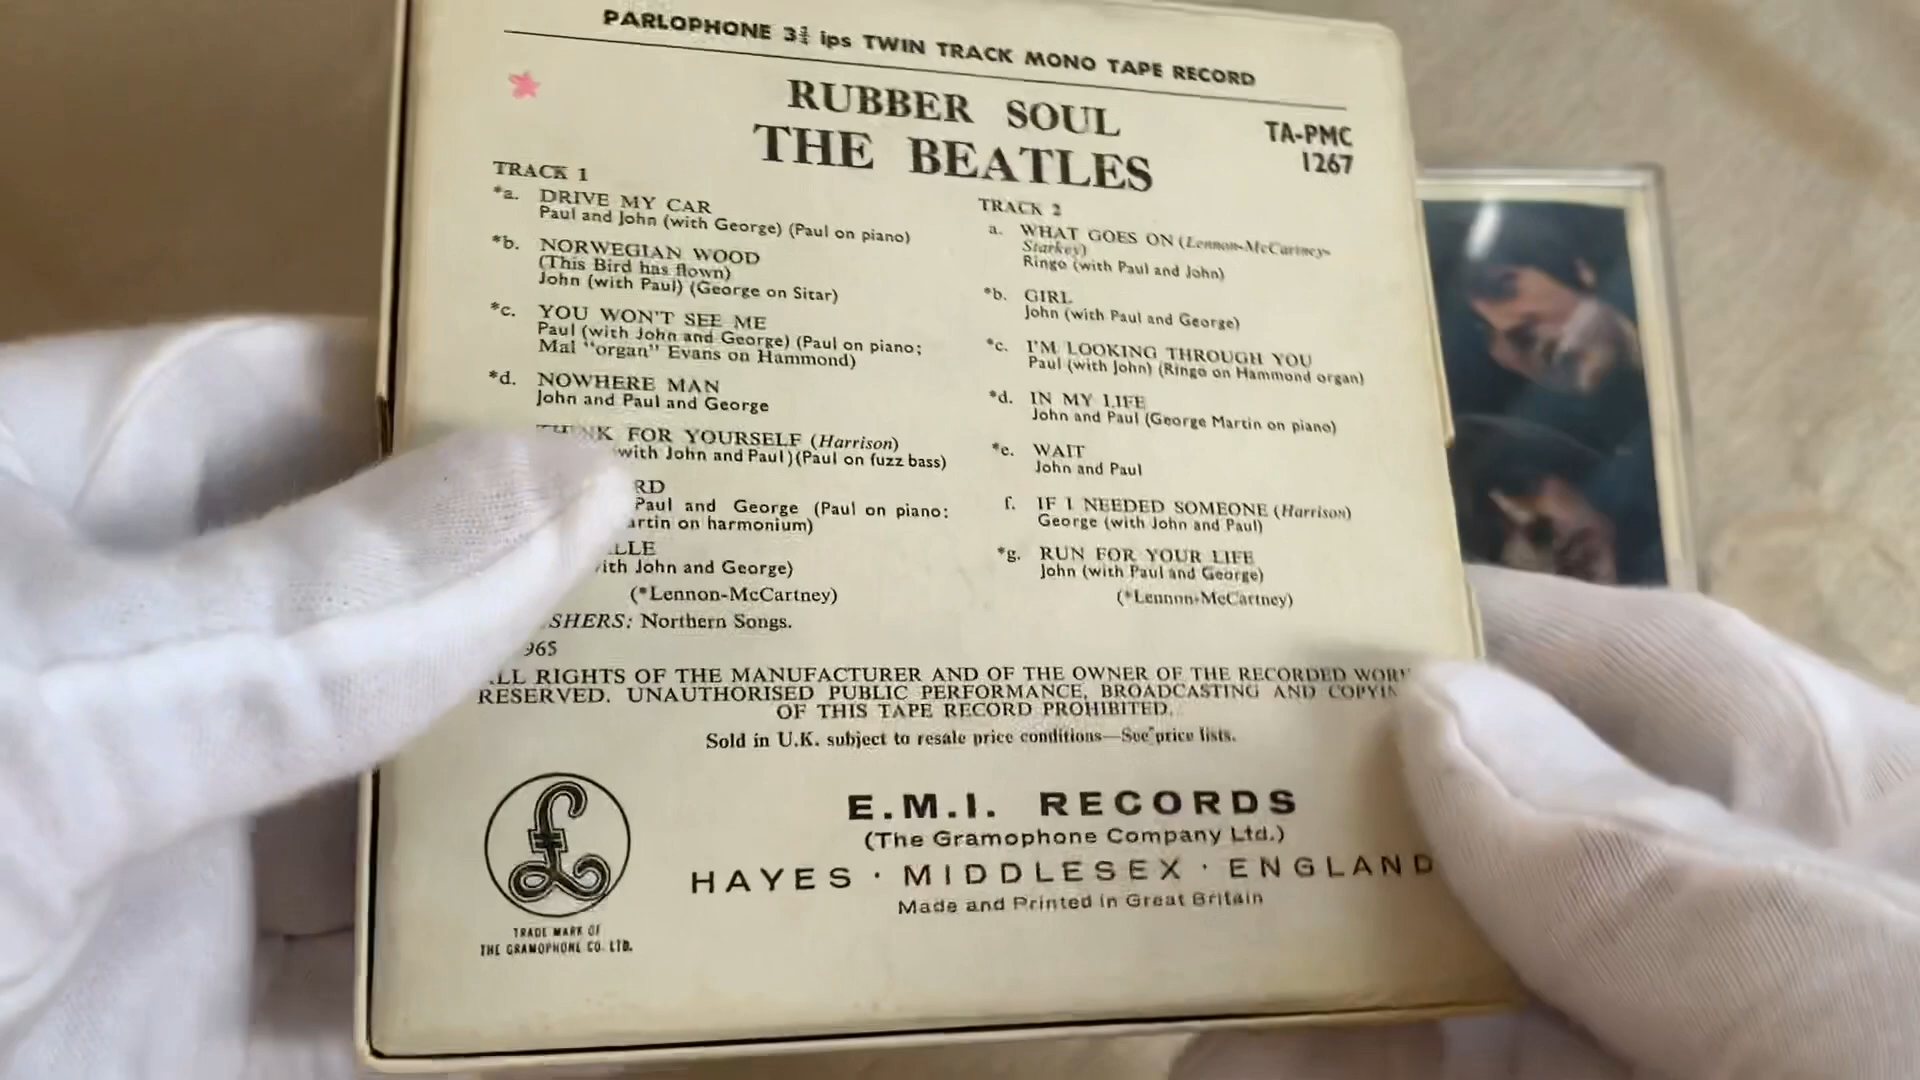 PARLOPHONE 3¾ ips TWIN TRACK MONO TAPE RECORD
RUBBER SOUL
THE BEATLES
TA-PMC
1267
TRACK 1
*a. DRIVE MY CAR
Paul and John (with George) (Paul on piano)
*b. NORWEGIAN WOOD
(This Bird has flown)
John (with Paul) (George on Sitar)
*c. YOU WON'T SEE ME
Paul (with John and George) (Paul on piano;
Mal "organ" Evans on Hammond)
*d. NOWHERE MAN
John and Paul and George
THINK FOR YOURSELF (Harrison)
with John and Paul)(Paul on fuzz bass)
RD
Paul and George (Paul on piano:
artin on harmonium)
LLE
ith John and George)
(*Lennon-McCartney)
SHERS: Northern Songs.
965
TRACK 2
a. WHAT GOES ON (Lennon-McCartney-
Starkey)
Ringo (with Paul and John)
*b. GIRL
John (with Paul and George)
*c. I'M LOOKING THROUGH YOU
Paul (with John) (Ringo on Hammond organ)
*d. IN MY LIFE
John and Paul (George Martin on piano)
*e. WAIT
John and Paul
f. IF I NEEDED SOMEONE (Harrison)
George (with John and Paul)
*g. RUN FOR YOUR LIFE
John (with Paul and George)
(*Lennon-McCartney)
LL RIGHTS OF THE MANUFACTURER AND OF THE OWNER OF THE RECORDED WORK
RESERVED. UNAUTHORISED PUBLIC PERFORMANCE, BROADCASTING AND COPYIN
OF THIS TAPE RECORD PROHIBITED.
Sold in U.K. subject to resale price conditions—See price lists.
E.M.I. RECORDS
(The Gramophone Company Ltd.)
HAYES · MIDDLESEX · ENGLAND
Made and Printed in Great Britain
£
TRADE MARK OF
THE GRAMOPHONE CO. LTD.